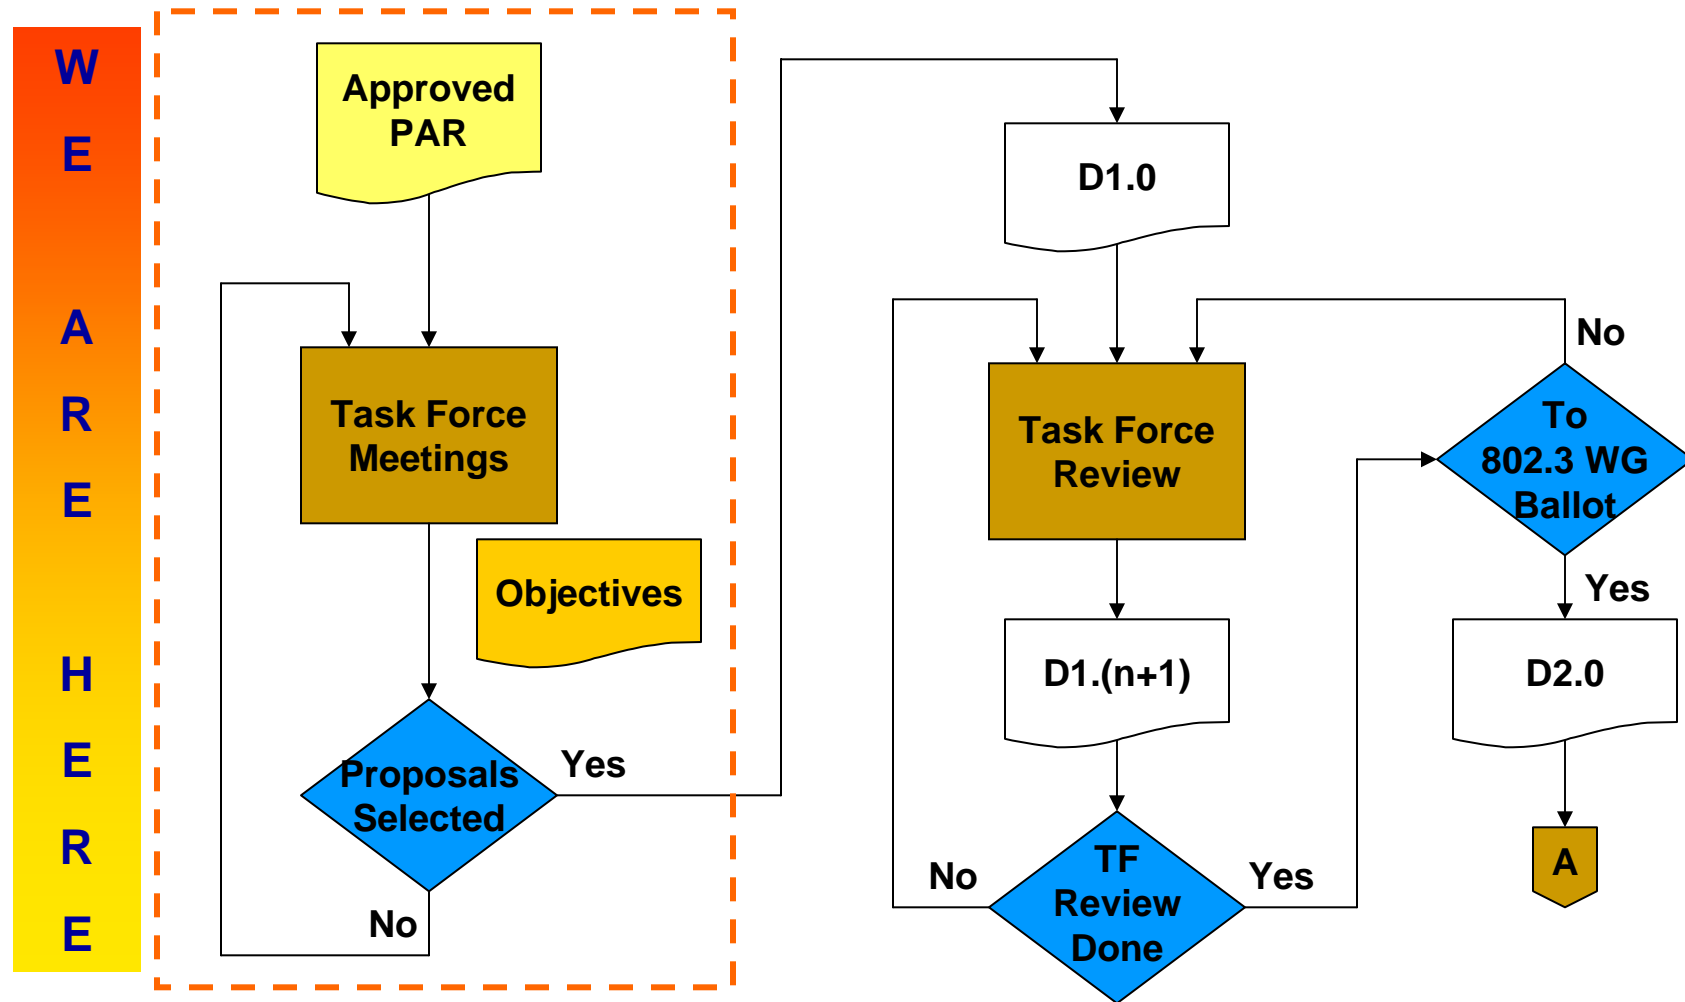 W
E
A
R
E
H
E
R
E
Approved
PAR
Task Force
Meetings
Objectives
Proposals
Selected
Yes
No
D1.0
Task Force
Review
D1.(n+1)
TF
Review
Done
No
Yes
To
802.3 WG
Ballot
No
Yes
D2.0
A